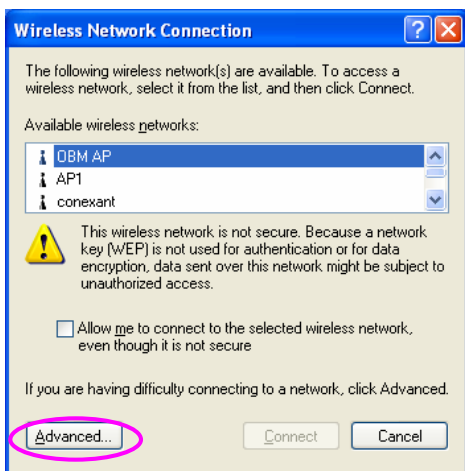 Wireless Network Connection
The following wireless network(s) are available. To access a
wireless network, select it from the list, and then click Connect.
Available wireless networks:
OBM AP
AP1
conexant
This wireless network is not secure. Because a network
key (WEP) is not used for authentication or for data
encryption, data sent over this network might be subject to
unauthorized access.
Allow me to connect to the selected wireless network,
even though it is not secure
If you are having difficulty connecting to a network, click Advanced.
Advanced... Connect Cancel